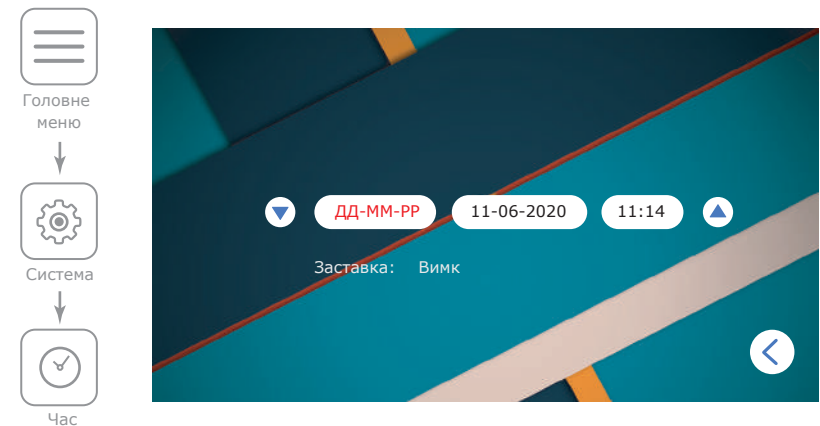 Головне
меню
Система
Час
ДД-ММ-РР 11-06-2020 11:14
Заставка: Вимк